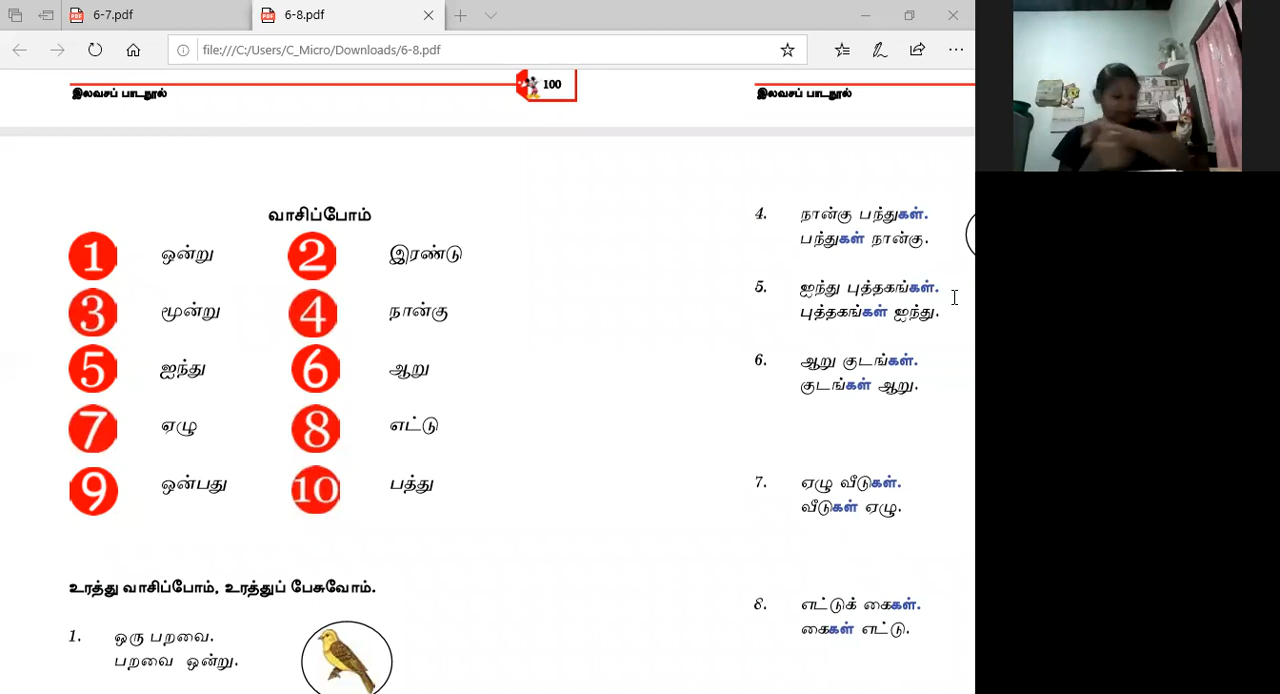 6-7.pdf
6-8.pdf
file:///C:/Users/C_Micro/Downloads/6-8.pdf
இலவசப் பாடநூல்
100
இலவசப் பாடநூல்
வாசிப்போம்
1 ஒன்று 2 இரண்டு
3 மூன்று 4 நான்கு
5 ஐந்து 6 ஆறு
7 ஏழு 8 எட்டு
9 ஒன்பது 10 பத்து
உரத்து வாசிப்போம், உரத்துப் பேசுவோம்.
1. ஒரு பறவை.
பறவை ஒன்று.
4. நான்கு பந்துகள்.
பந்துகள் நான்கு.
5. ஐந்து புத்தகங்கள்.
புத்தகங்கள் ஐந்து.
6. ஆறு குடங்கள்.
குடங்கள் ஆறு.
7. ஏழு வீடுகள்.
வீடுகள் ஏழு.
8. எட்டுக் கைகள்.
கைகள் எட்டு.